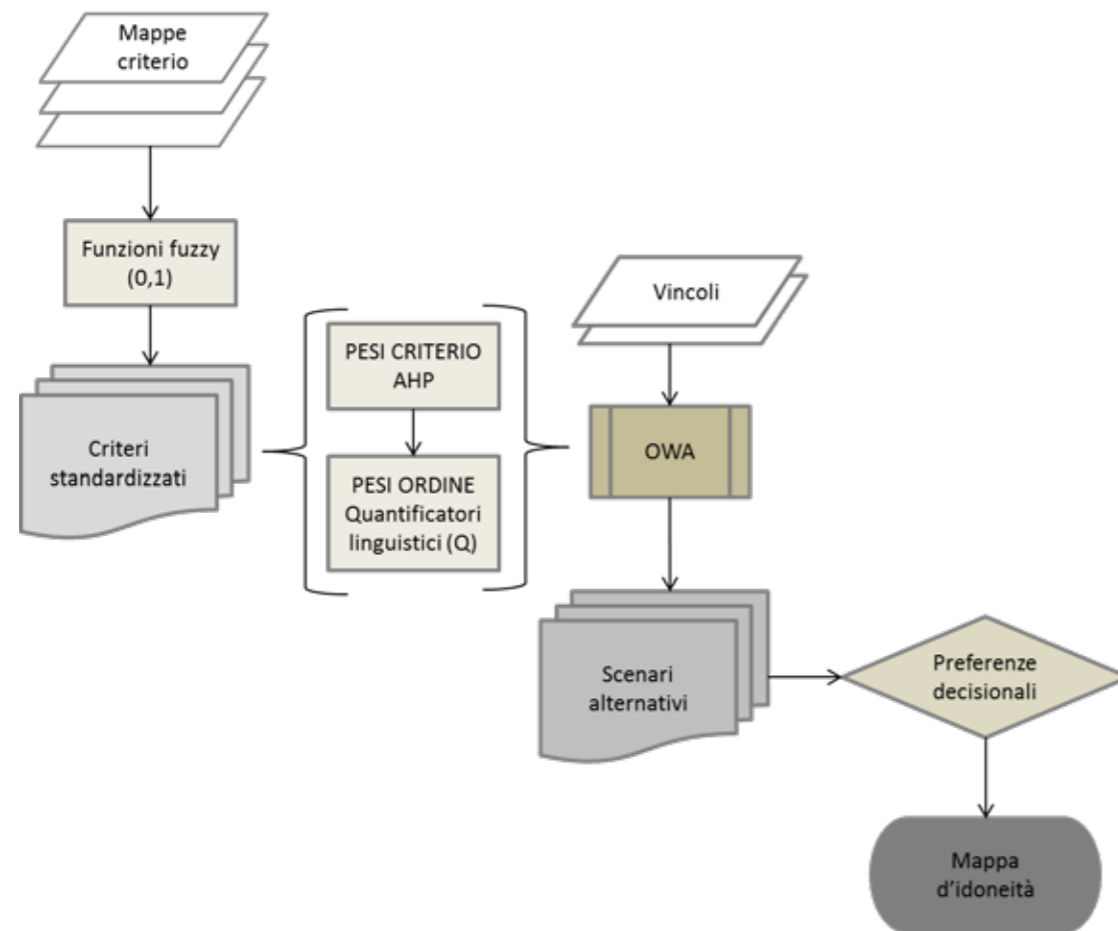 Mappe
criterio
Funzioni fuzzy
(0,1)
Criteri
standardizzati
PESI CRITERIO
AHP
PESI ORDINE
Quantificatori
linguistici (Q)
Vincoli
OWA
Scenari
alternativi
Preferenze
decisionali
Mappa
d’idoneità